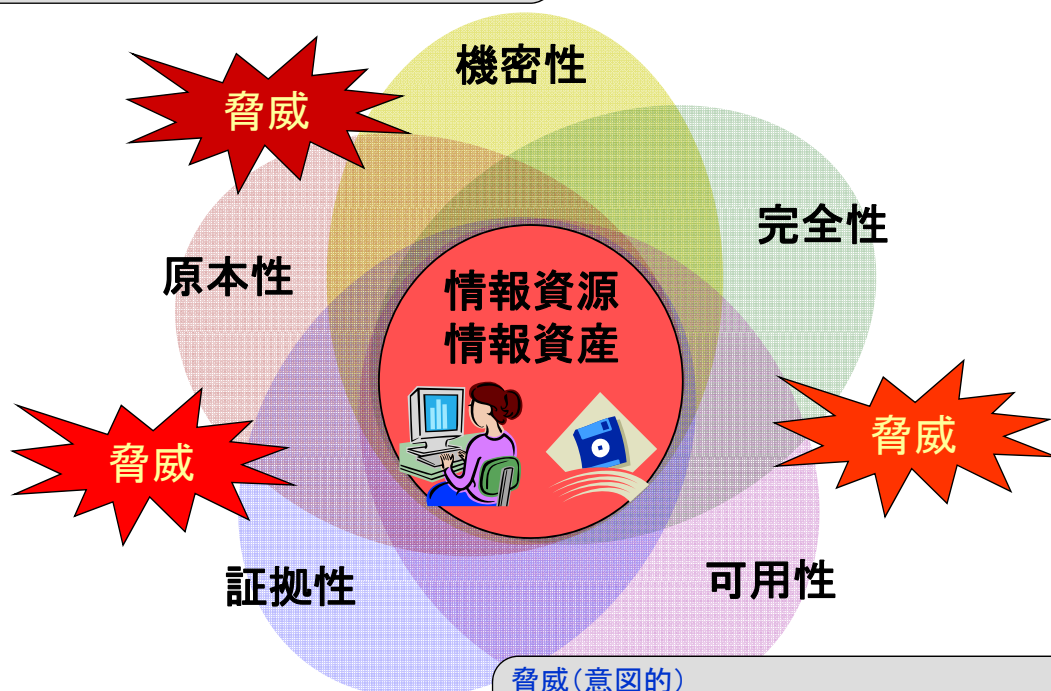 機密性
脅威
完全性
原本性
情報資源
情報資産
脅威
脅威
証拠性
可用性
脅威(意図的)